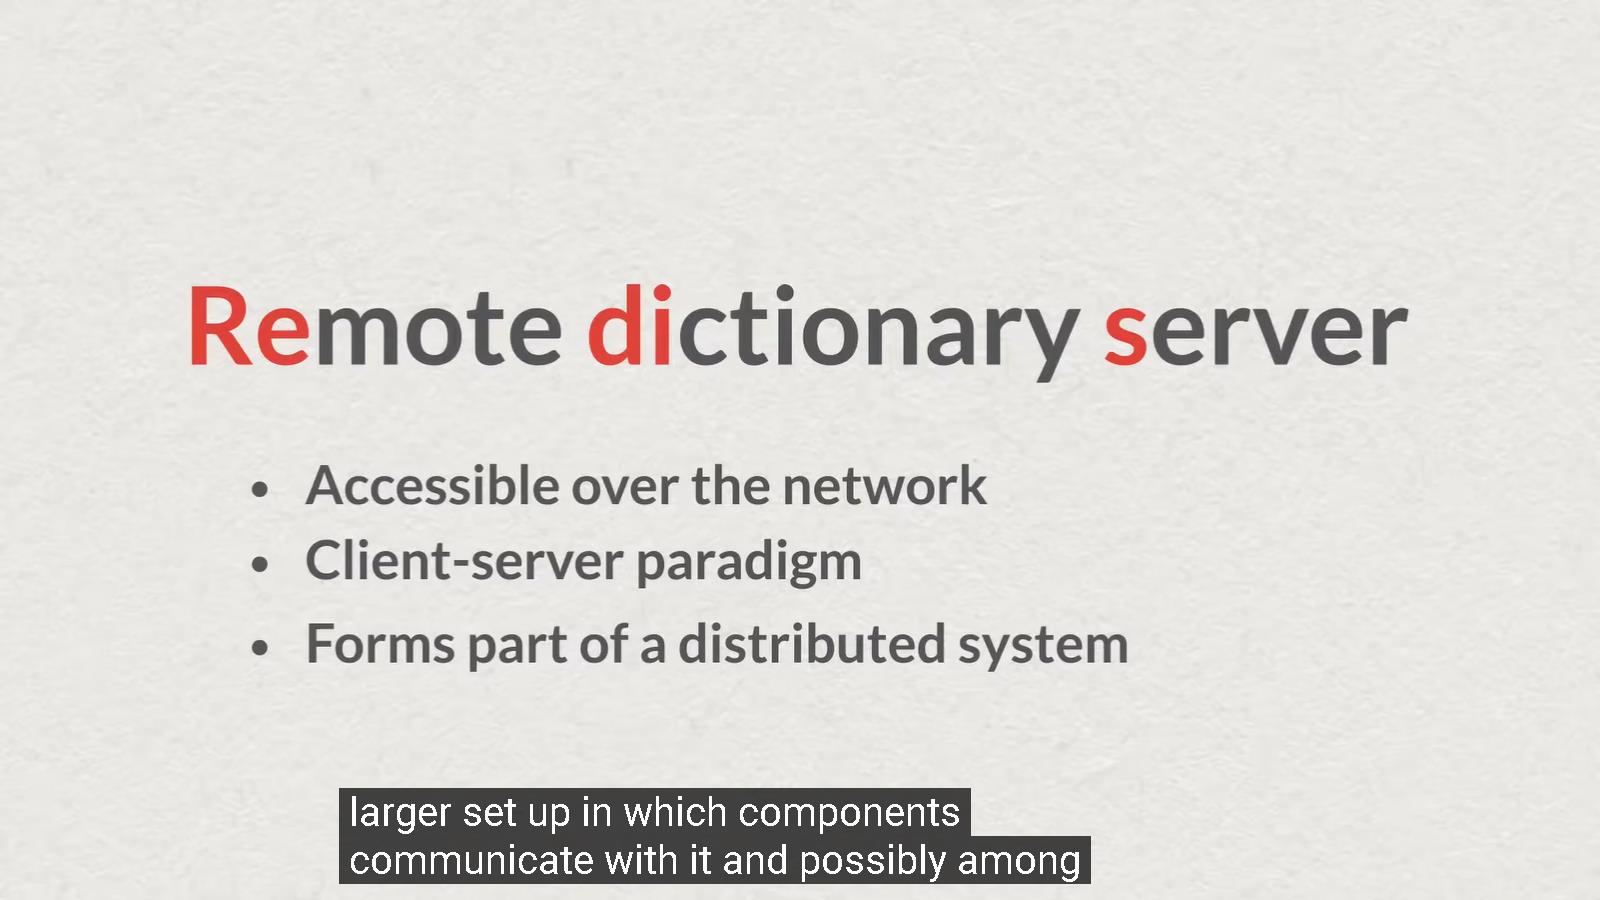 Remote dictionary server
• Accessible over the network
• Client-server paradigm
• Forms part of a distributed system
larger set up in which components
communicate with it and possibly among